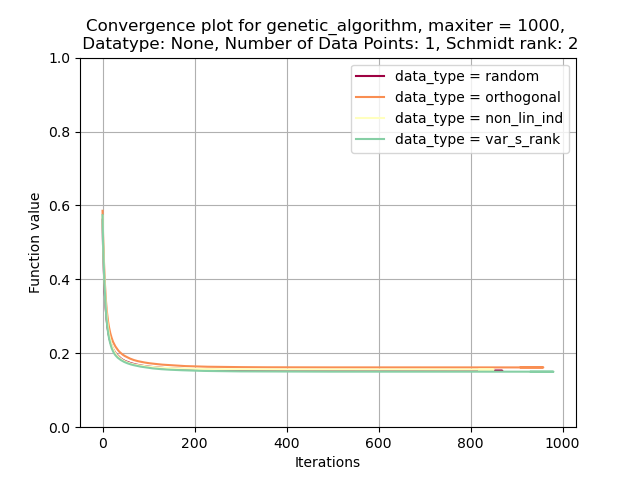 Convergence plot for genetic_algorithm, maxiter = 1000,
Datatype: None, Number of Data Points: 1, Schmidt rank: 2
data_type = random
data_type = orthogonal
data_type = non_lin_ind
data_type = var_s_rank
Function value
1.0
0.8
0.6
0.4
0.2
0.0
0 200 400 600 800 1000
Iterations